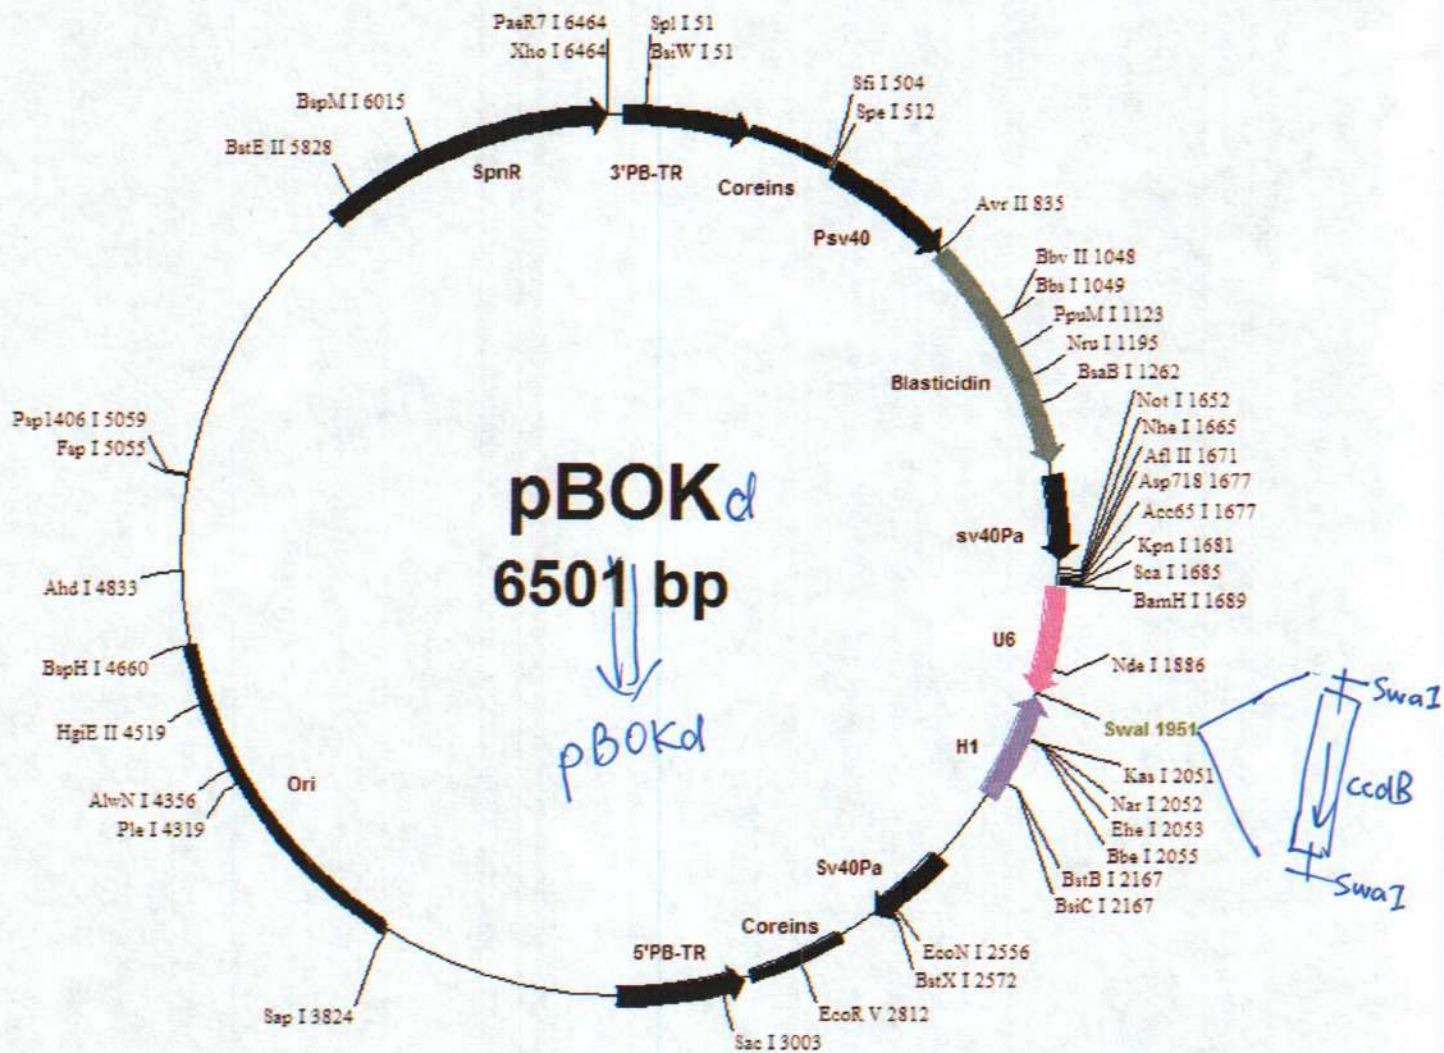 PaeR7 I 6464
Xho I 6464
Spl I 51
BsiW I 51
Sfi I 504
Spe I 512
BspM I 6015
BstE II 5828
SpnR
3'PB-TR
Coreins
Psv40
Avr II 835
Bbv II 1048
Bbs I 1049
PpuM I 1123
Nru I 1195
BsaB I 1262
Blasticidin
Not I 1652
Nhe I 1665
Afl II 1671
Asp718 1677
Acc65 I 1677
Kpn I 1681
Sca I 1685
BamH I 1689
sv40Pa
Psp1406 I 5059
Fsp I 5055
pBOKd
6501 bp
pBOKd
U6
Nde I 1886
SwaI 1951
SwaI
ccdB
SwaI
H1
Kas I 2051
Nar I 2052
Ehe I 2053
Bbe I 2055
BstB I 2167
BsiC I 2167
Ahd I 4833
BspH I 4660
HgiE II 4519
AlwN I 4356
Ple I 4319
Ori
Sv40Pa
EcoN I 2556
BstX I 2572
Coreins
5'PB-TR
EcoR V 2812
Sac I 3003
Sap I 3824